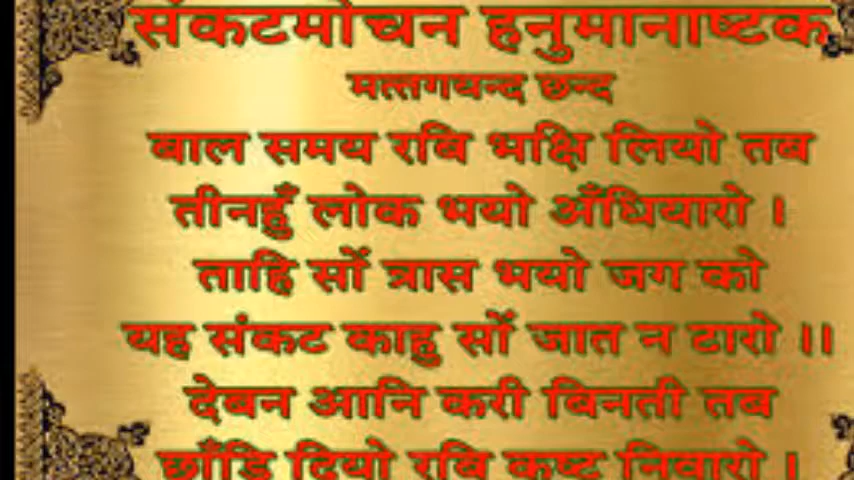 संकटमोचन हनुमानाष्टक
मत्तगयन्द छन्द
बाल समय रबि भक्षि लियो तब
तीनहुँ लोक भयो अँधियारो ।
ताहि सों त्रास भयो जग को
यह संकट काहु सों जात न टारो ।।
देबन आनि करी बिनती तब
छाँड़ि दियो रबि कष्ट निवारो ।